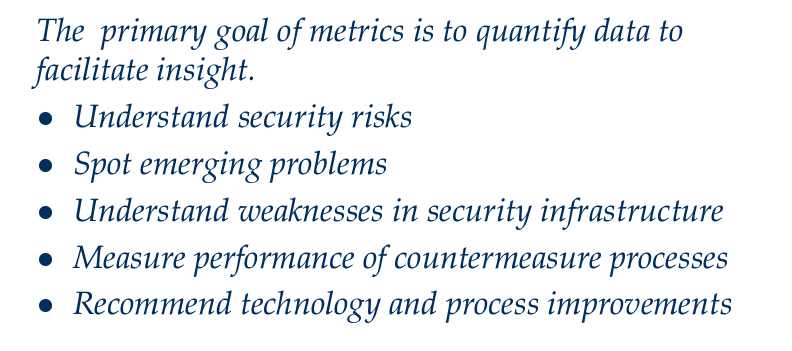 The primary goal of metrics is to quantify data to
facilitate insight.
● Understand security risks
● Spot emerging problems
● Understand weaknesses in security infrastructure
● Measure performance of countermeasure processes
● Recommend technology and process improvements